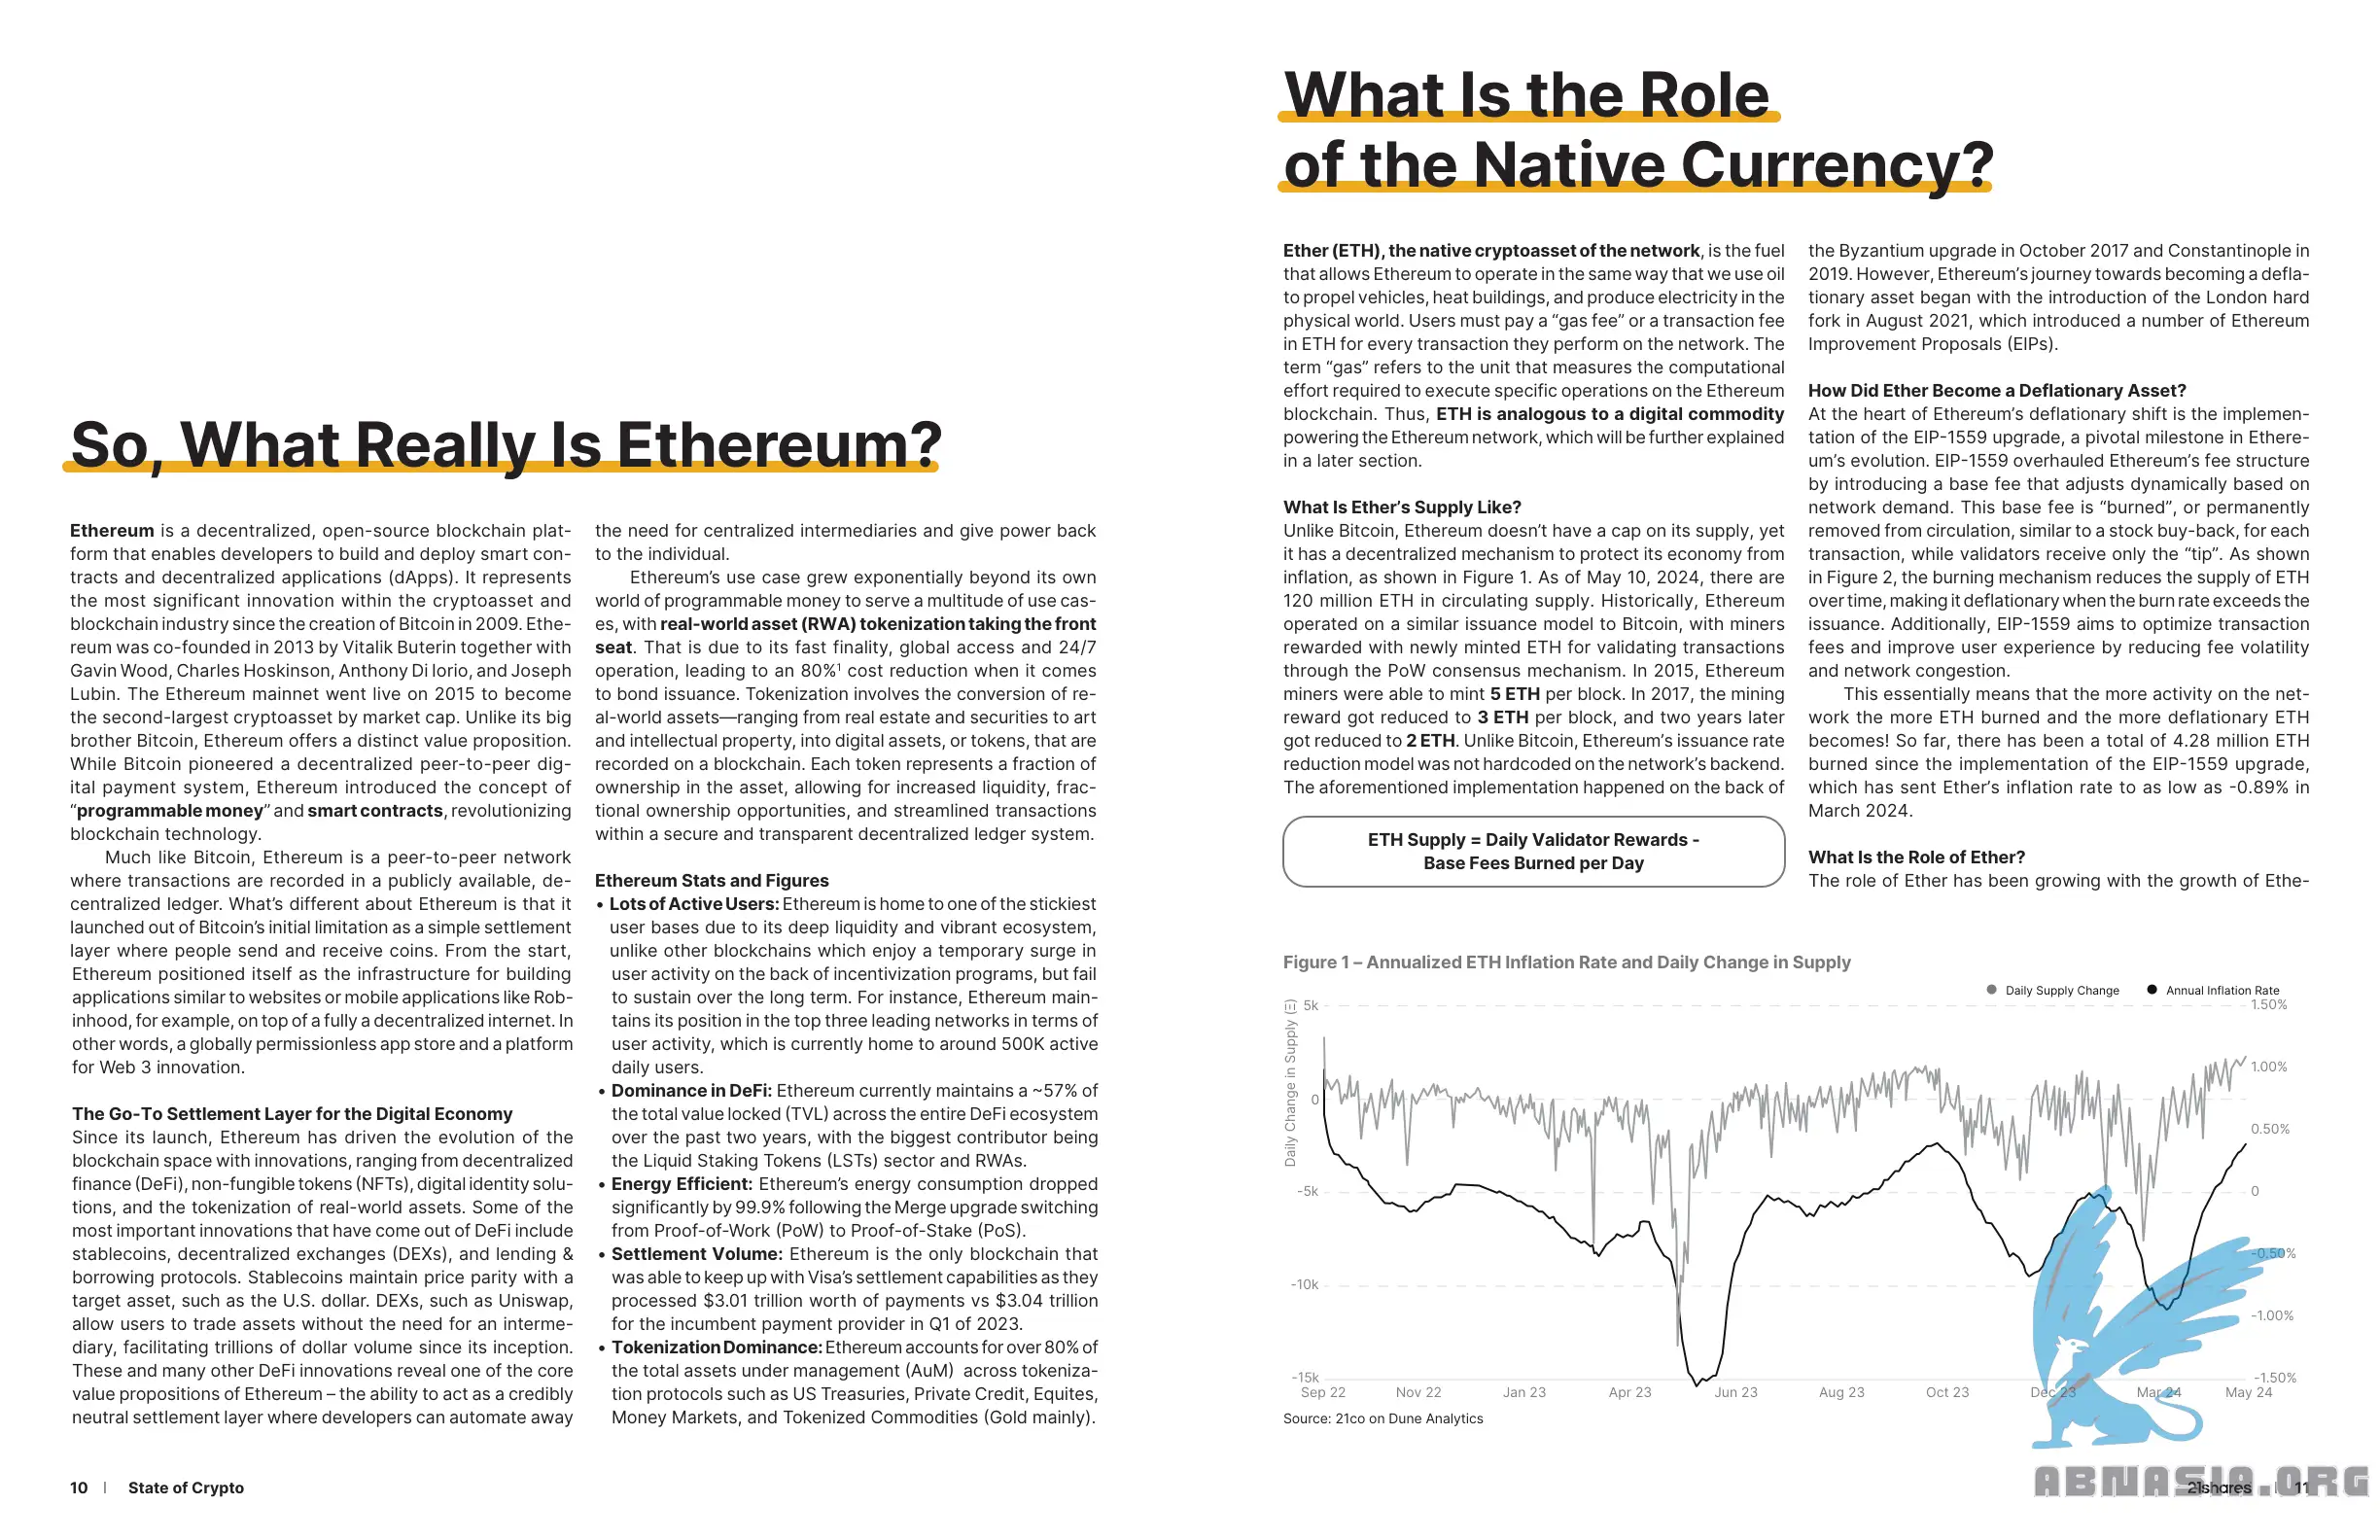 So, What Really Is Ethereum?
Ethereum is a decentralized, open-source blockchain plat-
form that enables developers to build and deploy smart con-
tracts and decentralized applications (dApps). It represents
the most significant innovation within the cryptoasset and
blockchain industry since the creation of Bitcoin in 2009. Ethe-
reum was co-founded in 2013 by Vitalik Buterin together with
Gavin Wood, Charles Hoskinson, Anthony Di Iorio, and Joseph
Lubin. The Ethereum mainnet went live on 2015 to become
the second-largest cryptoasset by market cap. Unlike its big
brother Bitcoin, Ethereum offers a distinct value proposition.
While Bitcoin pioneered a decentralized peer-to-peer dig-
ital payment system, Ethereum introduced the concept of
“programmable money” and smart contracts, revolutionizing
blockchain technology.
Much like Bitcoin, Ethereum is a peer-to-peer network
where transactions are recorded in a publicly available, de-
centralized ledger. What’s different about Ethereum is that it
launched out of Bitcoin’s initial limitation as a simple settlement
layer where people send and receive coins. From the start,
Ethereum positioned itself as the infrastructure for building
applications similar to websites or mobile applications like Rob-
inhood, for example, on top of a fully a decentralized internet. In
other words, a globally permissionless app store and a platform
for Web 3 innovation.
The Go-To Settlement Layer for the Digital Economy
Since its launch, Ethereum has driven the evolution of the
blockchain space with innovations, ranging from decentralized
finance (DeFi), non-fungible tokens (NFTs), digital identity solu-
tions, and the tokenization of real-world assets. Some of the
most important innovations that have come out of DeFi include
stablecoins, decentralized exchanges (DEXs), and lending &
borrowing protocols. Stablecoins maintain price parity with a
target asset, such as the U.S. dollar. DEXs, such as Uniswap,
allow users to trade assets without the need for an interme-
diary, facilitating trillions of dollar volume since its inception.
These and many other DeFi innovations reveal one of the core
value propositions of Ethereum – the ability to act as a credibly
neutral settlement layer where developers can automate away
the need for centralized intermediaries and give power back
to the individual.
Ethereum’s use case grew exponentially beyond its own
world of programmable money to serve a multitude of use cas-
es, with real-world asset (RWA) tokenization taking the front
seat. That is due to its fast finality, global access and 24/7
operation, leading to an 80%¹ cost reduction when it comes
to bond issuance. Tokenization involves the conversion of re-
al-world assets—ranging from real estate and securities to art
and intellectual property, into digital assets, or tokens, that are
recorded on a blockchain. Each token represents a fraction of
ownership in the asset, allowing for increased liquidity, frac-
tional ownership opportunities, and streamlined transactions
within a secure and transparent decentralized ledger system.
Ethereum Stats and Figures
• Lots of Active Users: Ethereum is home to one of the stickiest
user bases due to its deep liquidity and vibrant ecosystem,
unlike other blockchains which enjoy a temporary surge in
user activity on the back of incentivization programs, but fail
to sustain over the long term. For instance, Ethereum main-
tains its position in the top three leading networks in terms of
user activity, which is currently home to around 500K active
daily users.
• Dominance in DeFi: Ethereum currently maintains a ~57% of
the total value locked (TVL) across the entire DeFi ecosystem
over the past two years, with the biggest contributor being
the Liquid Staking Tokens (LSTs) sector and RWAs.
• Energy Efficient: Ethereum’s energy consumption dropped
significantly by 99.9% following the Merge upgrade switching
from Proof-of-Work (PoW) to Proof-of-Stake (PoS).
• Settlement Volume: Ethereum is the only blockchain that
was able to keep up with Visa’s settlement capabilities as they
processed $3.01 trillion worth of payments vs $3.04 trillion
for the incumbent payment provider in Q1 of 2023.
• Tokenization Dominance: Ethereum accounts for over 80% of
the total assets under management (AuM) across tokeniza-
tion protocols such as US Treasuries, Private Credit, Equites,
Money Markets, and Tokenized Commodities (Gold mainly).
10 | State of Crypto
What Is the Role
of the Native Currency?
Ether (ETH), the native cryptoasset of the network, is the fuel
that allows Ethereum to operate in the same way that we use oil
to propel vehicles, heat buildings, and produce electricity in the
physical world. Users must pay a “gas fee” or a transaction fee
in ETH for every transaction they perform on the network. The
term “gas” refers to the unit that measures the computational
effort required to execute specific operations on the Ethereum
blockchain. Thus, ETH is analogous to a digital commodity
powering the Ethereum network, which will be further explained
in a later section.
What Is Ether’s Supply Like?
Unlike Bitcoin, Ethereum doesn’t have a cap on its supply, yet
it has a decentralized mechanism to protect its economy from
inflation, as shown in Figure 1. As of May 10, 2024, there are
120 million ETH in circulating supply. Historically, Ethereum
operated on a similar issuance model to Bitcoin, with miners
rewarded with newly minted ETH for validating transactions
through the PoW consensus mechanism. In 2015, Ethereum
miners were able to mint 5 ETH per block. In 2017, the mining
reward got reduced to 3 ETH per block, and two years later
got reduced to 2 ETH. Unlike Bitcoin, Ethereum’s issuance rate
reduction model was not hardcoded on the network’s backend.
The aforementioned implementation happened on the back of
ETH Supply = Daily Validator Rewards -
Base Fees Burned per Day
the Byzantium upgrade in October 2017 and Constantinople in
2019. However, Ethereum’s journey towards becoming a defla-
tionary asset began with the introduction of the London hard
fork in August 2021, which introduced a number of Ethereum
Improvement Proposals (EIPs).
How Did Ether Become a Deflationary Asset?
At the heart of Ethereum’s deflationary shift is the implemen-
tation of the EIP-1559 upgrade, a pivotal milestone in Ethere-
um’s evolution. EIP-1559 overhauled Ethereum’s fee structure
by introducing a base fee that adjusts dynamically based on
network demand. This base fee is “burned”, or permanently
removed from circulation, similar to a stock buy-back, for each
transaction, while validators receive only the “tip”. As shown
in Figure 2, the burning mechanism reduces the supply of ETH
over time, making it deflationary when the burn rate exceeds the
issuance. Additionally, EIP-1559 aims to optimize transaction
fees and improve user experience by reducing fee volatility
and network congestion.
This essentially means that the more activity on the net-
work the more ETH burned and the more deflationary ETH
becomes! So far, there has been a total of 4.28 million ETH
burned since the implementation of the EIP-1559 upgrade,
which has sent Ether’s inflation rate to as low as -0.89% in
March 2024.
What Is the Role of Ether?
The role of Ether has been growing with the growth of Ethe-
Figure 1 – Annualized ETH Inflation Rate and Daily Change in Supply
Daily Supply Change Annual Inflation Rate
Daily Change in Supply (Ξ)
5k
0
-5k
-10k
-15k
1.50%
1.00%
0.50%
0
-0.50%
-1.00%
-1.50%
Sep 22 Nov 22 Jan 23 Apr 23 Jun 23 Aug 23 Oct 23 Dec 23 Mar 24 May 24
Source: 21co on Dune Analytics
ABNASIA.ORG
21shares | 11